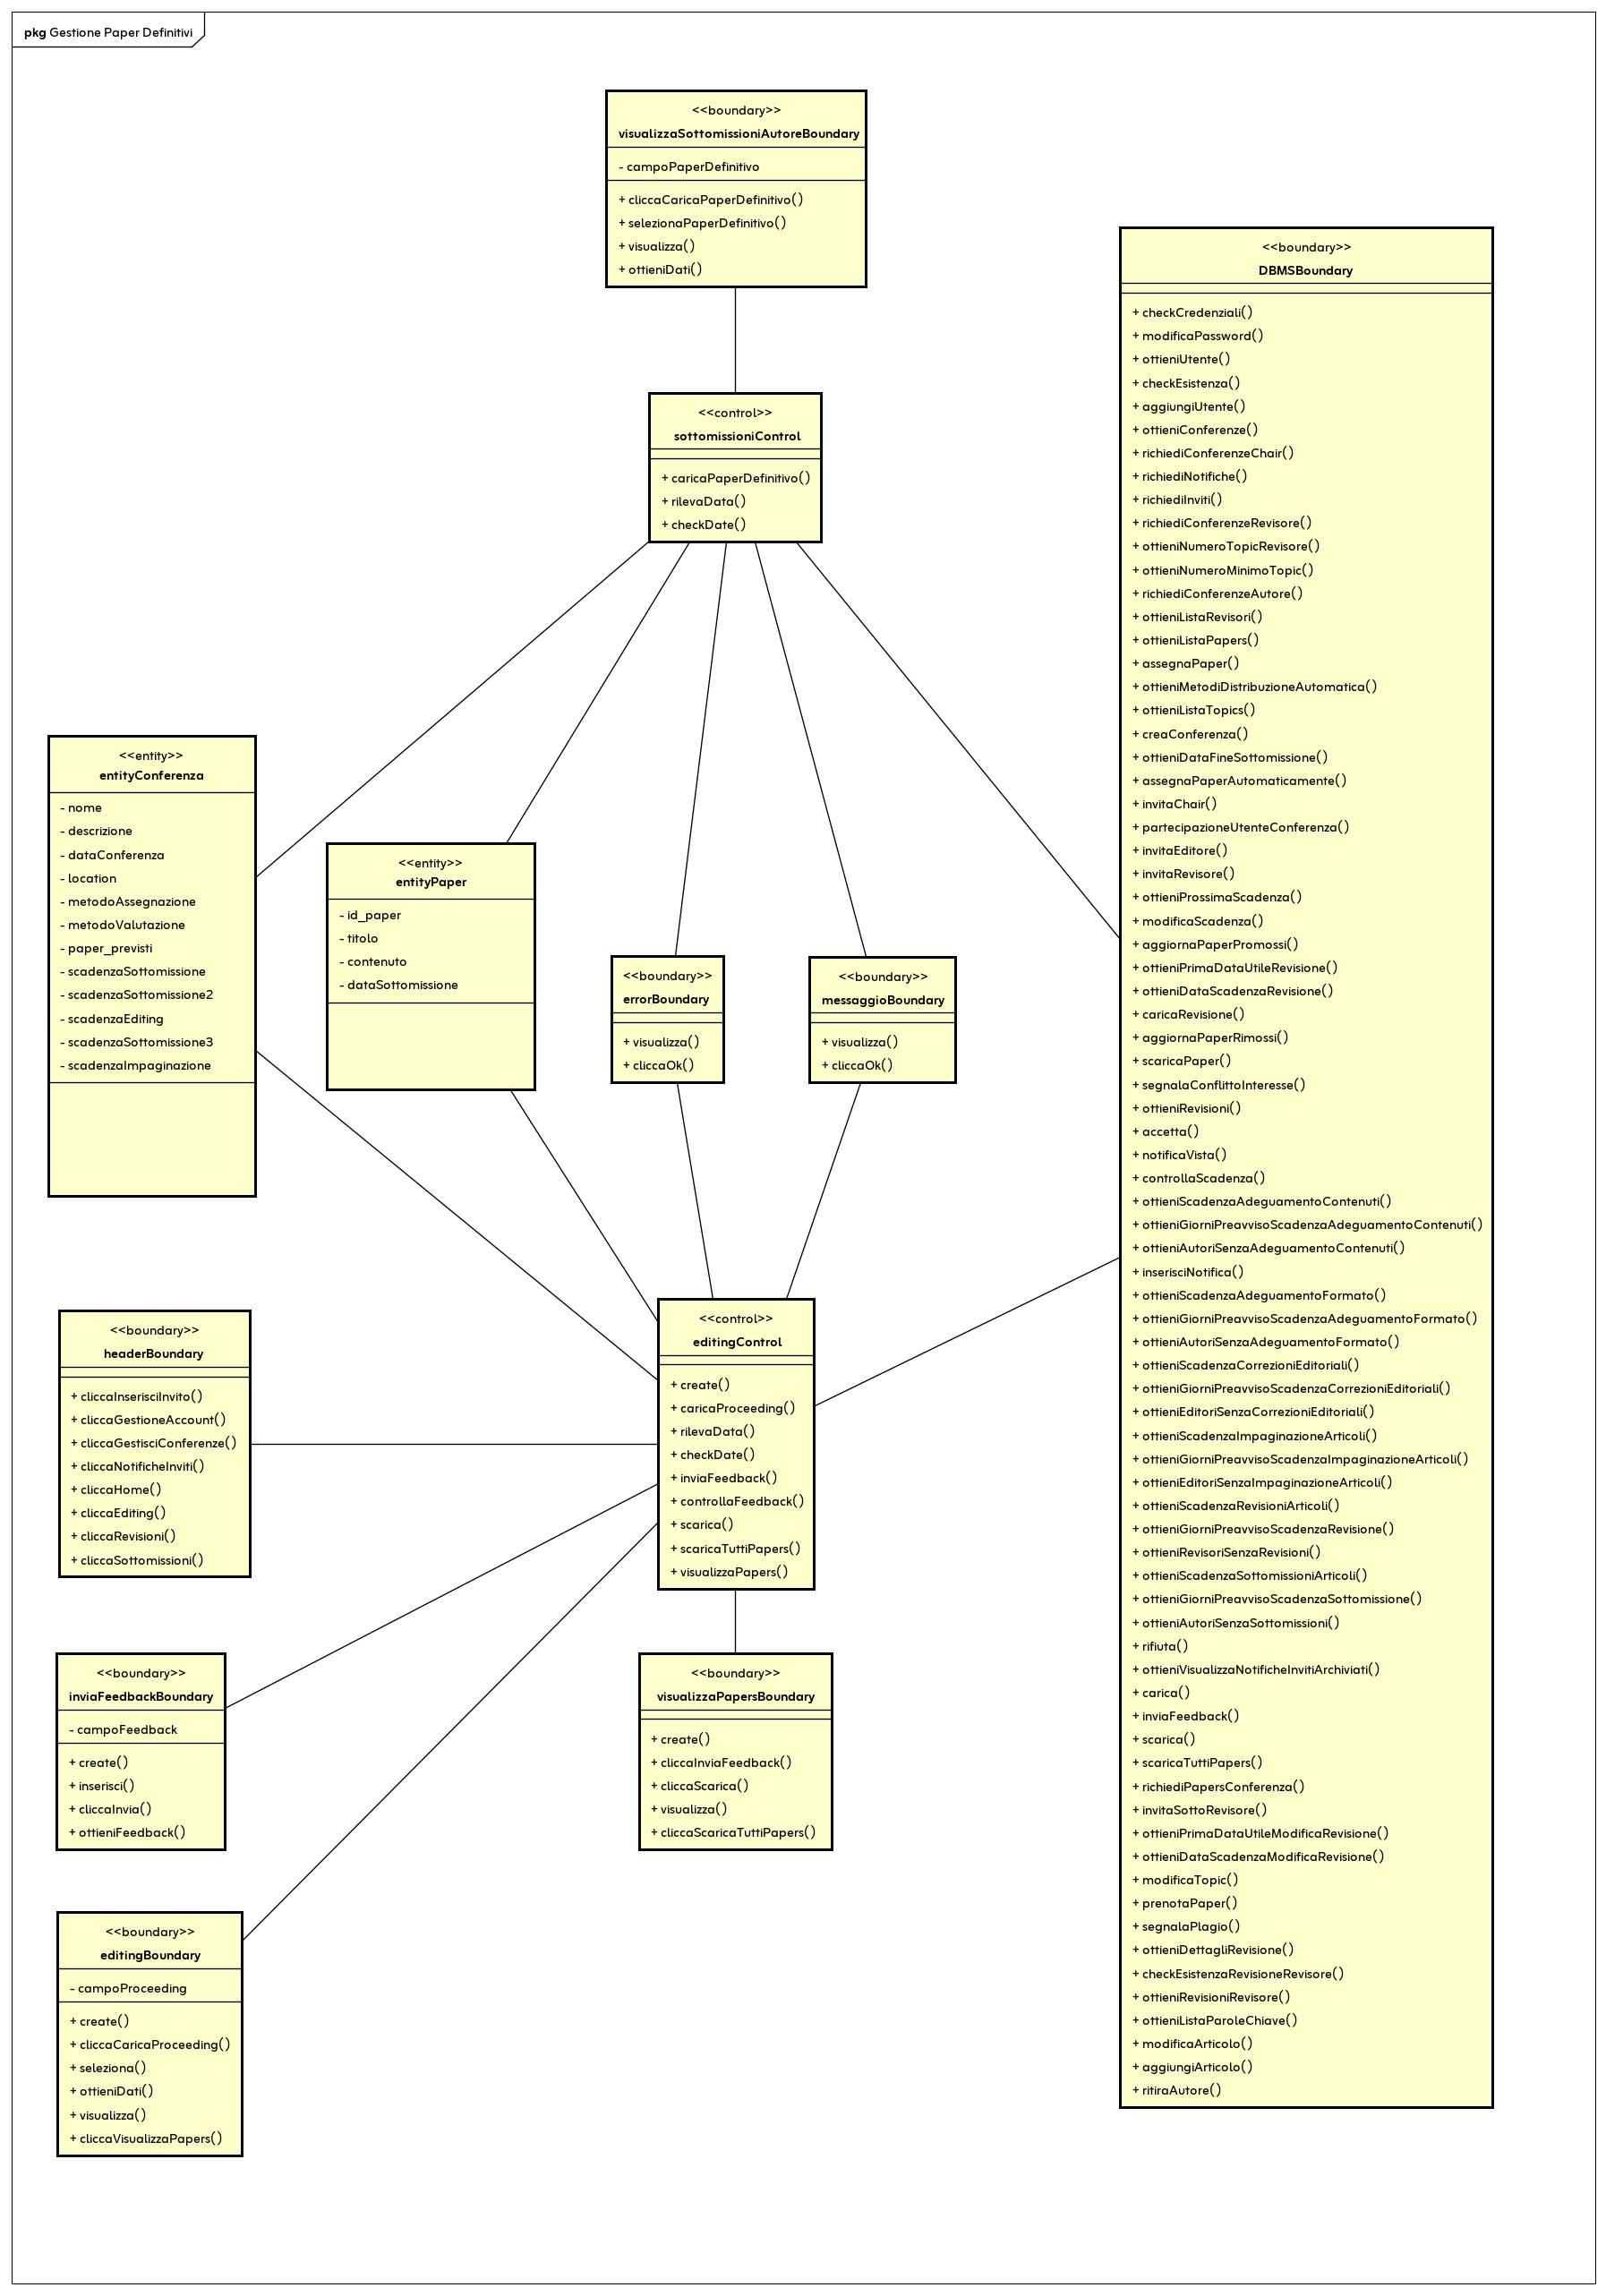 pkg Gestione Paper Definitivi
<<boundary>>
visualizzaSottomissioniAutoreBoundary
- campoPaperDefinitivo
+ cliccaCaricaPaperDefinitivo()
+ selezionaPaperDefinitivo()
+ visualizza()
+ ottieniDati()
<<control>>
sottomissioniControl
+ caricaPaperDefinitivo()
+ rilevaData()
+ checkDate()
<<entity>>
entityConferenza
- nome
- descrizione
- dataConferenza
- location
- metodoAssegnazione
- metodoValutazione
- paper_previsti
- scadenzaSottomissione
- scadenzaSottomissione2
- scadenzaEditing
- scadenzaSottomissione3
- scadenzaImpaginazione
<<entity>>
entityPaper
- id_paper
- titolo
- contenuto
- dataSottomissione
<<boundary>>
errorBoundary
+ visualizza()
+ cliccaOk()
<<boundary>>
messaggioBoundary
+ visualizza()
+ cliccaOk()
<<boundary>>
headerBoundary
+ cliccaInserisciInvito()
+ cliccaGestioneAccount()
+ cliccaGestisciConferenze()
+ cliccaNotificheInviti()
+ cliccaHome()
+ cliccaEditing()
+ cliccaRevisioni()
+ cliccaSottomissioni()
<<control>>
editingControl
+ create()
+ caricaProceeding()
+ rilevaData()
+ checkDate()
+ inviaFeedback()
+ controllaFeedback()
+ scarica()
+ scaricaTuttiPapers()
+ visualizzaPapers()
<<boundary>>
inviaFeedbackBoundary
- campoFeedback
+ create()
+ inserisci()
+ cliccaInvia()
+ ottieniFeedback()
<<boundary>>
visualizzaPapersBoundary
+ create()
+ cliccaInviaFeedback()
+ cliccaScarica()
+ visualizza()
+ cliccaScaricaTuttiPapers()
<<boundary>>
editingBoundary
- campoProceeding
+ create()
+ cliccaCaricaProceeding()
+ seleziona()
+ ottieniDati()
+ visualizza()
+ cliccaVisualizzaPapers()
<<boundary>>
DBMSBoundary
+ checkCredenziali()
+ modificaPassword()
+ ottieniUtente()
+ checkEsistenza()
+ aggiungiUtente()
+ ottieniConferenze()
+ richiediConferenzeChair()
+ richiediNotifiche()
+ richiediInviti()
+ richiediConferenzeRevisore()
+ ottieniNumeroTopicRevisore()
+ ottieniNumeroMinimoTopic()
+ richiediConferenzeAutore()
+ ottieniListaRevisori()
+ ottieniListaPapers()
+ assegnaPaper()
+ ottieniMetodiDistribuzioneAutomatica()
+ ottieniListaTopics()
+ creaConferenza()
+ ottieniDataFineSottomissione()
+ assegnaPaperAutomaticamente()
+ invitaChair()
+ partecipazioneUtenteConferenza()
+ invitaEditore()
+ invitaRevisore()
+ ottieniProssimaScadenza()
+ modificaScadenza()
+ aggiornaPaperPromossi()
+ ottieniPrimaDataUtileRevisione()
+ ottieniDataScadenzaRevisione()
+ caricaRevisione()
+ aggiornaPaperRimossi()
+ scaricaPaper()
+ segnalaConflittoInteresse()
+ ottieniRevisioni()
+ accetta()
+ notificaVista()
+ controllaScadenza()
+ ottieniScadenzaAdeguamentoContenuti()
+ ottieniGiorniPreavvisoScadenzaAdeguamentoContenuti()
+ ottieniAutoriSenzaAdeguamentoContenuti()
+ inserisciNotifica()
+ ottieniScadenzaAdeguamentoFormato()
+ ottieniGiorniPreavvisoScadenzaAdeguamentoFormato()
+ ottieniAutoriSenzaAdeguamentoFormato()
+ ottieniScadenzaCorrezioniEditoriali()
+ ottieniGiorniPreavvisoScadenzaCorrezioniEditoriali()
+ ottieniEditoriSenzaCorrezioniEditoriali()
+ ottieniScadenzaImpaginazioneArticoli()
+ ottieniGiorniPreavvisoScadenzaImpaginazioneArticoli()
+ ottieniEditoriSenzaImpaginazioneArticoli()
+ ottieniScadenzaRevisioniArticoli()
+ ottieniGiorniPreavvisoScadenzaRevisione()
+ ottieniRevisoriSenzaRevisioni()
+ ottieniScadenzaSottomissioniArticoli()
+ ottieniGiorniPreavvisoScadenzaSottomissione()
+ ottieniAutoriSenzaSottomissioni()
+ rifiuta()
+ ottieniVisualizzaNotificheInvitiArchiviati()
+ carica()
+ inviaFeedback()
+ scarica()
+ scaricaTuttiPapers()
+ richiediPapersConferenza()
+ invitaSottoRevisore()
+ ottieniPrimaDataUtileModificaRevisione()
+ ottieniDataScadenzaModificaRevisione()
+ modificaTopic()
+ prenotaPaper()
+ segnalaPlagio()
+ ottieniDettagliRevisione()
+ checkEsistenzaRevisioneRevisore()
+ ottieniRevisioniRevisore()
+ ottieniListaParoleChiave()
+ modificaArticolo()
+ aggiungiArticolo()
+ ritiraAutore()